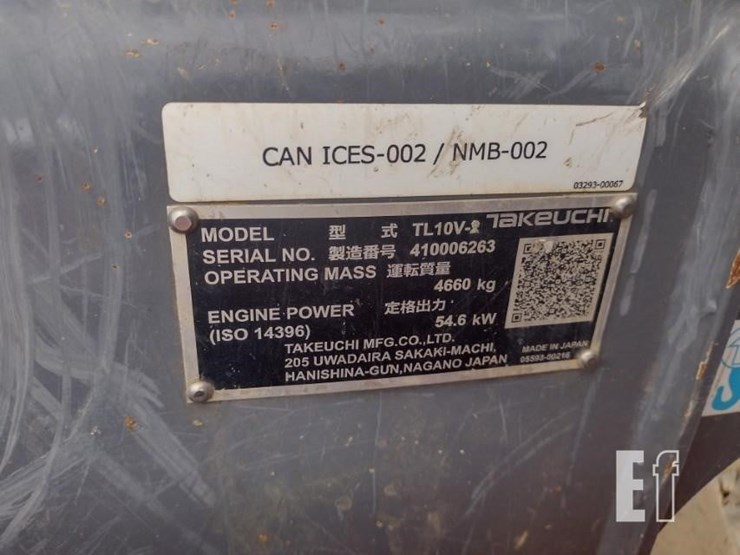 CAN ICES-002 / NMB-002
03293-00067
TAKEUCHI
MODEL 型式 TL10V-2
SERIAL NO. 製造番号 410006263
OPERATING MASS 運転質量
4660 kg
ENGINE POWER 定格出力
(ISO 14396) 54.6 kW
TAKEUCHI MFG.CO.,LTD.
205 UWADAIRA SAKAKI-MACHI,
HANISHINA-GUN,NAGANO JAPAN
MADE IN JAPAN
05593-00216
Ef